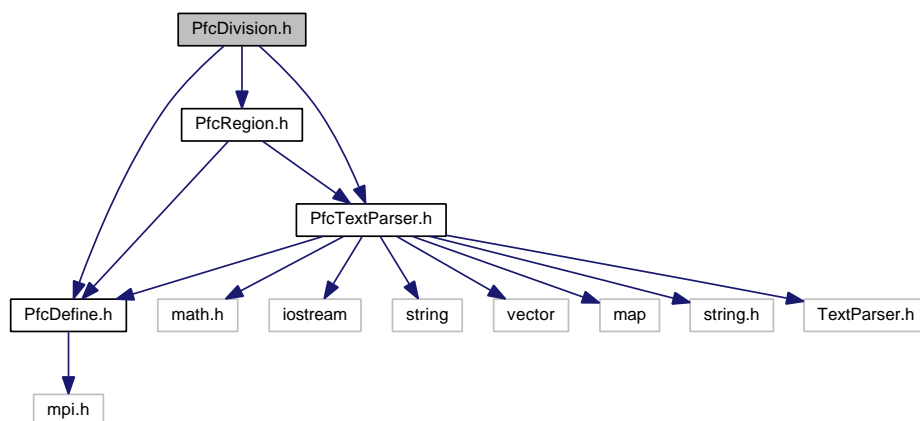 PfcDivision.h
PfcRegion.h
PfcTextParser.h
PfcDefine.h
math.h
iostream
string
vector
map
string.h
TextParser.h
mpi.h